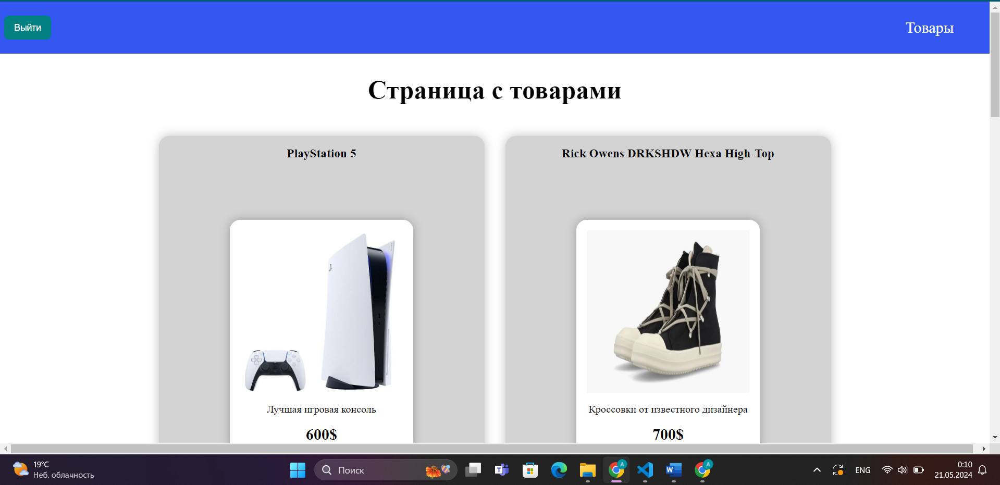 Выйти
Товары
Страница с товарами
PlayStation 5
Rick Owens DRKSHDW Hexa High-Top
Лучшая игровая консоль
Кроссовки от известного дизайнера
600$
700$
19°C
Неб. облачность
Поиск
ENG
0:10
21.05.2024